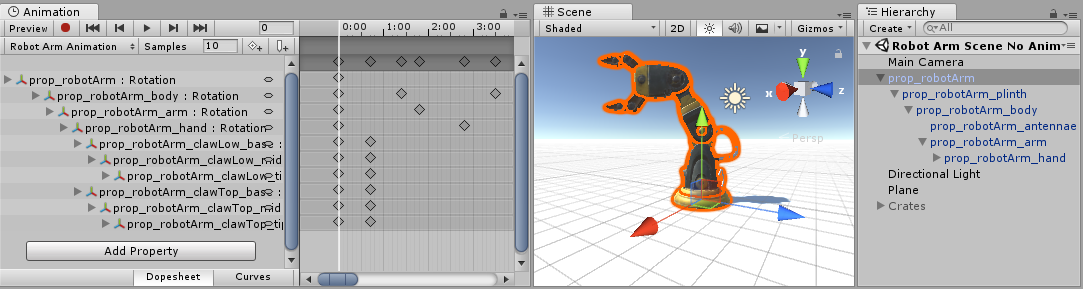 Animation
Preview
0
0:00 1:00 2:00 3:00
Robot Arm Animation
Samples 10
prop_robotArm : Rotation
prop_robotArm_body : Rotation
prop_robotArm_arm : Rotation
prop_robotArm_hand : Rotation
prop_robotArm_clawLow_base
prop_robotArm_clawLow_mid
prop_robotArm_clawLow_ti
prop_robotArm_clawTop_base
prop_robotArm_clawTop_mid
prop_robotArm_clawTop_tip
Add Property
Dopesheet
Curves
Scene
Shaded
2D
Gizmos
y
x
z
Persp
Hierarchy
Create
All
Robot Arm Scene No Anim
Main Camera
prop_robotArm
prop_robotArm_plinth
prop_robotArm_body
prop_robotArm_antennae
prop_robotArm_arm
prop_robotArm_hand
Directional Light
Plane
Crates